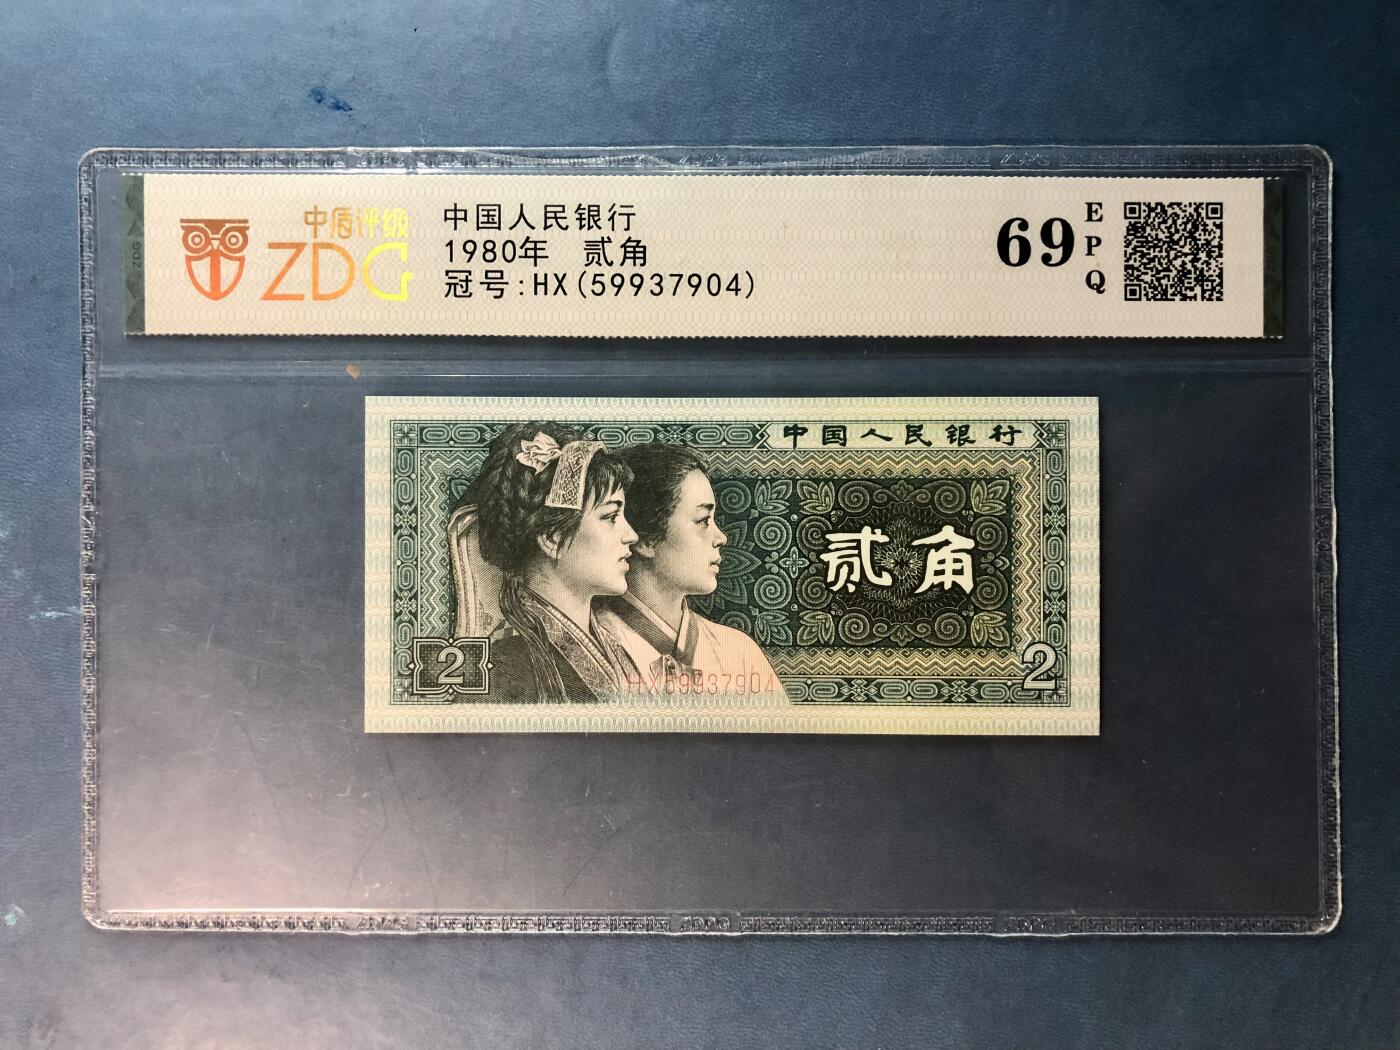 中盾评级
ZDG
中国人民银行
1980年 贰角
冠号:HX(59937904)
69
EPQ
中国人民银行
贰角
2
2
HX59937904